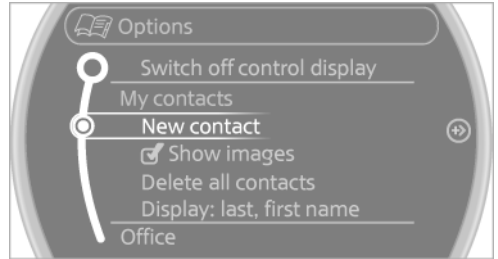 Options
Switch off control display
My contacts
New contact
Show images
Delete all contacts
Display: last, first name
Office